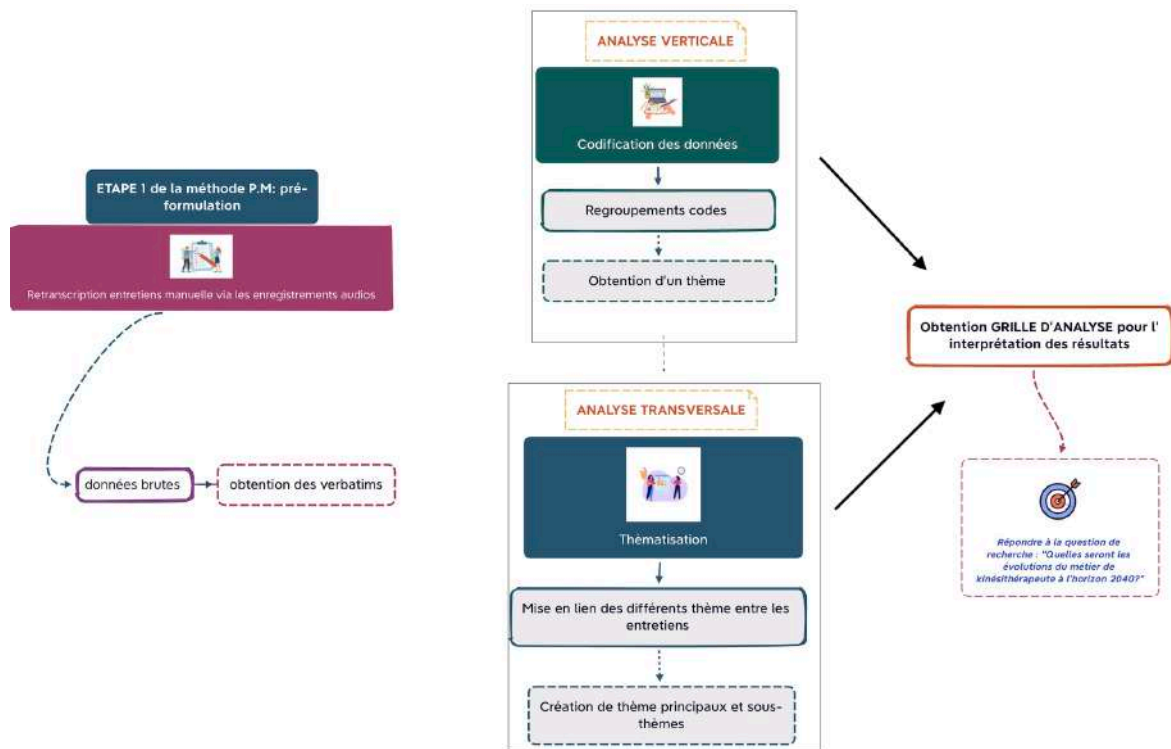 ETAPE 1 de la méthode P.M: pré-
formulation
Retranscription entretiens manuelle via les enregistrements audios
données brutes
obtention des verbatims
ANALYSE VERTICALE
Codification des données
Regroupements codes
Obtention d'un thème
ANALYSE TRANSVERSALE
Thèmatisation
Mise en lien des différents thème entre les
entretiens
Création de thème principaux et sous-
thèmes
Obtention GRILLE D'ANALYSE pour l'
interprétation des résultats
Répondre à la question de
recherche : "Quelles seront les
évolutions du métier de
kinésithérapeute à l'horizon 2040?"